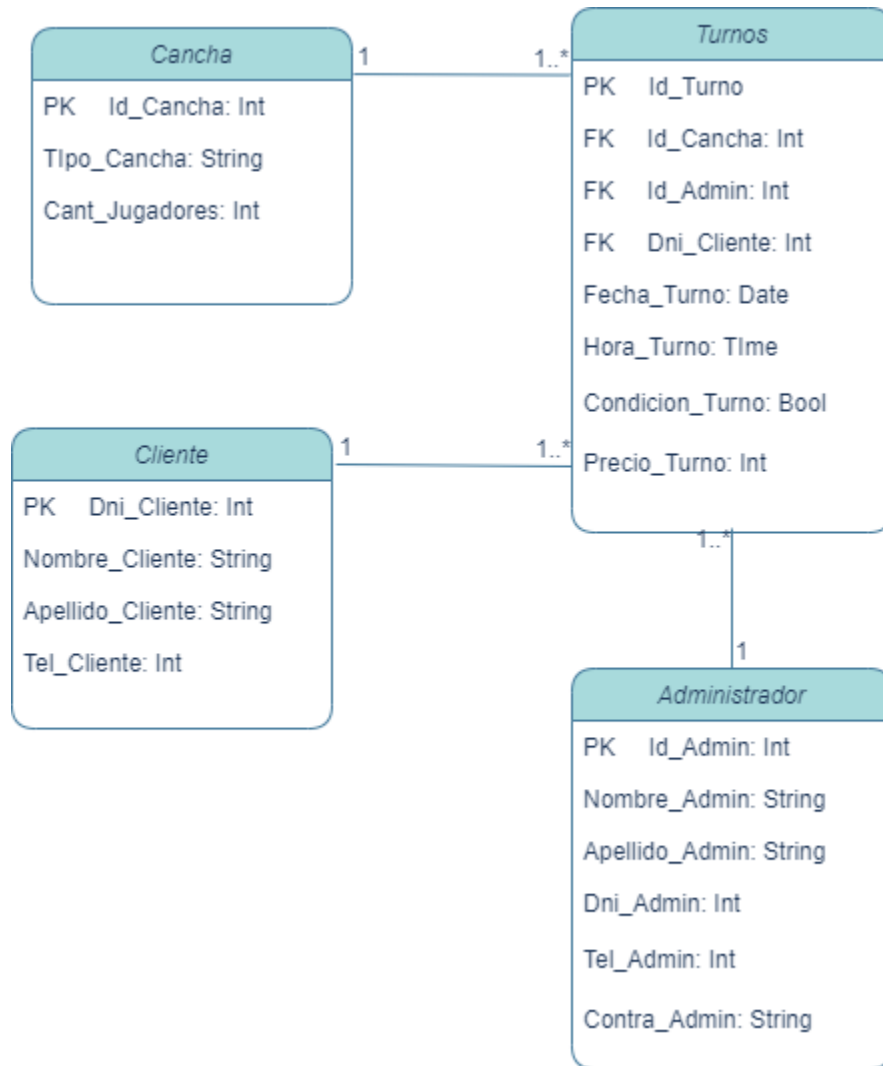 Cancha
PK Id_Cancha: Int
TIpo_Cancha: String
Cant_Jugadores: Int
1
1..*
Turnos
PK Id_Turno
FK Id_Cancha: Int
FK Id_Admin: Int
FK Dni_Cliente: Int
Fecha_Turno: Date
Hora_Turno: TIme
Condicion_Turno: Bool
Precio_Turno: Int
Cliente
PK Dni_Cliente: Int
Nombre_Cliente: String
Apellido_Cliente: String
Tel_Cliente: Int
1
1..*
1..*
1
Administrador
PK Id_Admin: Int
Nombre_Admin: String
Apellido_Admin: String
Dni_Admin: Int
Tel_Admin: Int
Contra_Admin: String